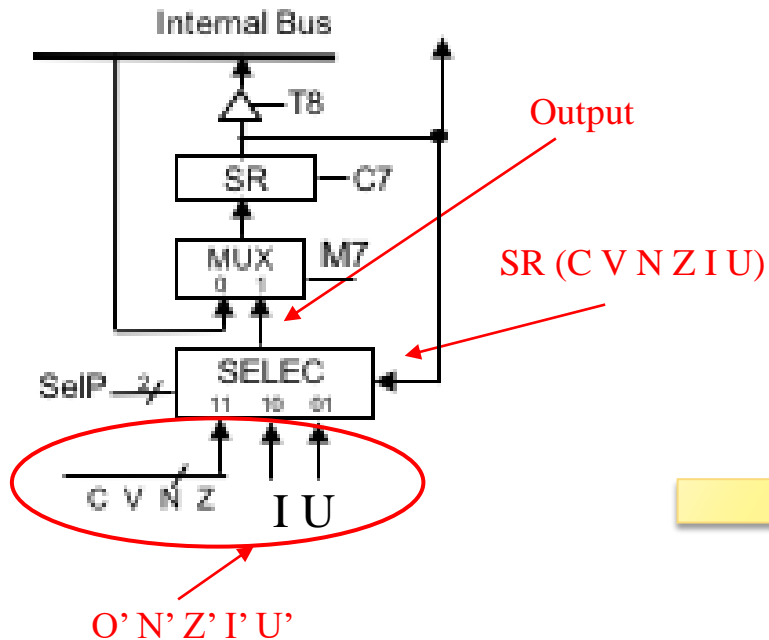 Internal Bus
T8
Output
SR
C7
MUX
M7
0 1
SR (C V N Z I U)
SELEC
SelP 2
11 10 01
C V N Z
I U
O’ N’ Z’ I’ U’